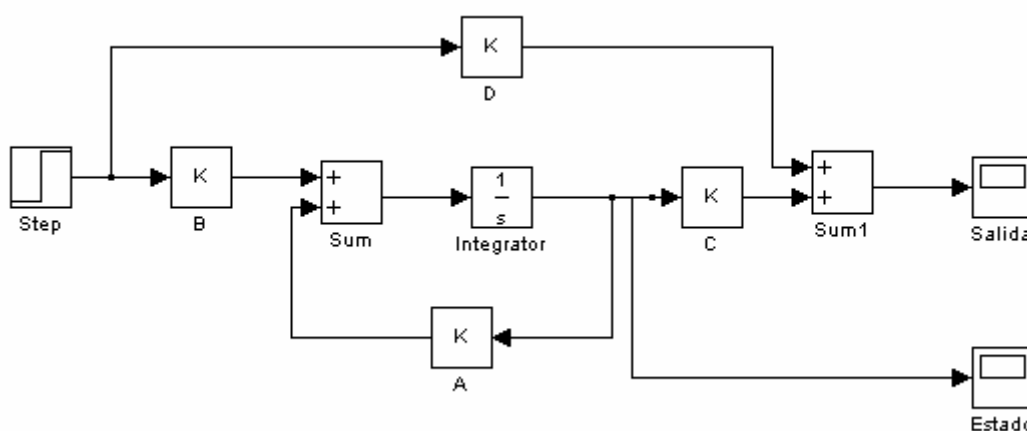 K
D
Step
K
B
+
+
Sum
1
s
Integrator
K
C
+
+
Sum1
Salida
K
A
Estado